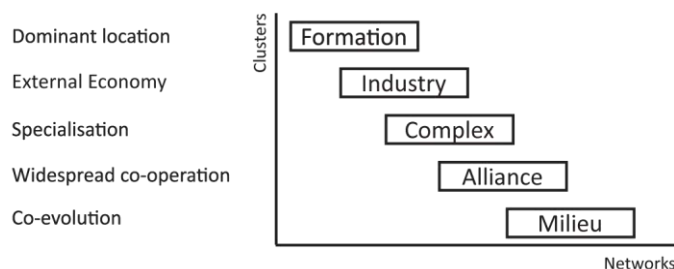 Dominant location
External Economy
Specialisation
Widespread co-operation
Co-evolution
Clusters
Formation
Industry
Complex
Alliance
Milieu
Networks